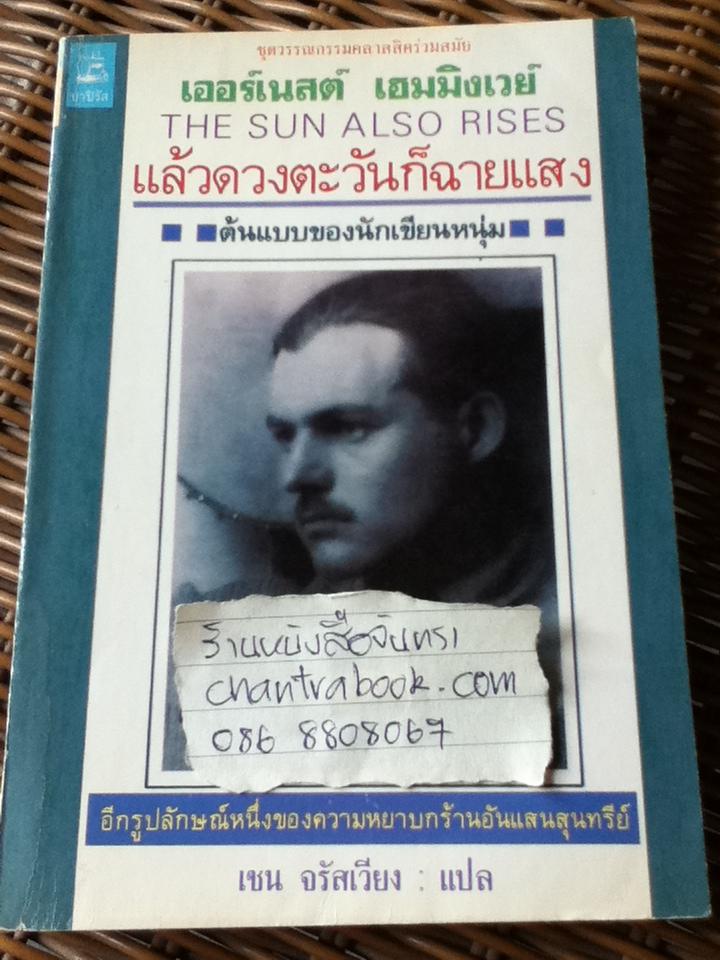 ชุดวรรณกรรมคลาสสิคร่วมสมัย
ปาปิรัส
เออร์เนสต์ เฮมมิงเวย์
THE SUN ALSO RISES
แล้วดวงตะวันก็ฉายแสง
ต้นแบบของนักเขียนหนุ่ม
ร้านหนังสือจันทรา
chantrabook.com
086 8808067
อีกรูปลักษณ์หนึ่งของความหยาบกร้านอันแสนสุนทรีย์
เชน จรัสเวียง : แปล